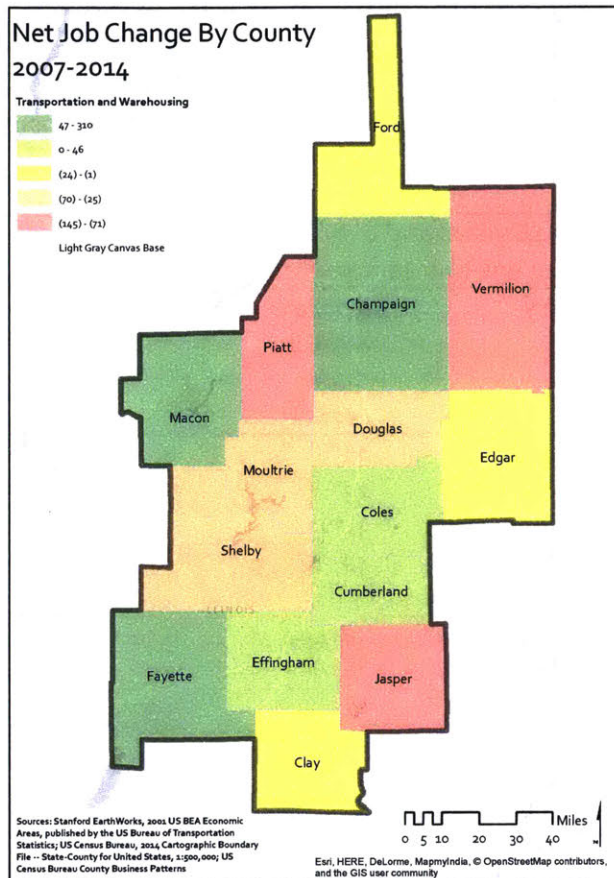 Net Job Change By County
2007-2014
Transportation and Warehousing
47 - 310
0 - 46
(24) - (1)
(70) - (25)
(145) - (71)
Light Gray Canvas Base
Ford
Champaign
Vermilion
Piatt
Macon
Douglas
Moultrie
Edgar
Coles
Shelby
Cumberland
ILLINOIS
Effingham
Fayette
Jasper
Clay
Miles
0 5 10 20 30 40
Sources: Stanford EarthWorks, 2001 US BEA Economic
Areas, published by the US Bureau of Transportation
Statistics; US Census Bureau, 2014 Cartographic Boundary
File -- State-County for United States, 1:500,000; US
Census Bureau County Business Patterns
Esri, HERE, DeLorme, MapmyIndia, © OpenStreetMap contributors,
and the GIS user community